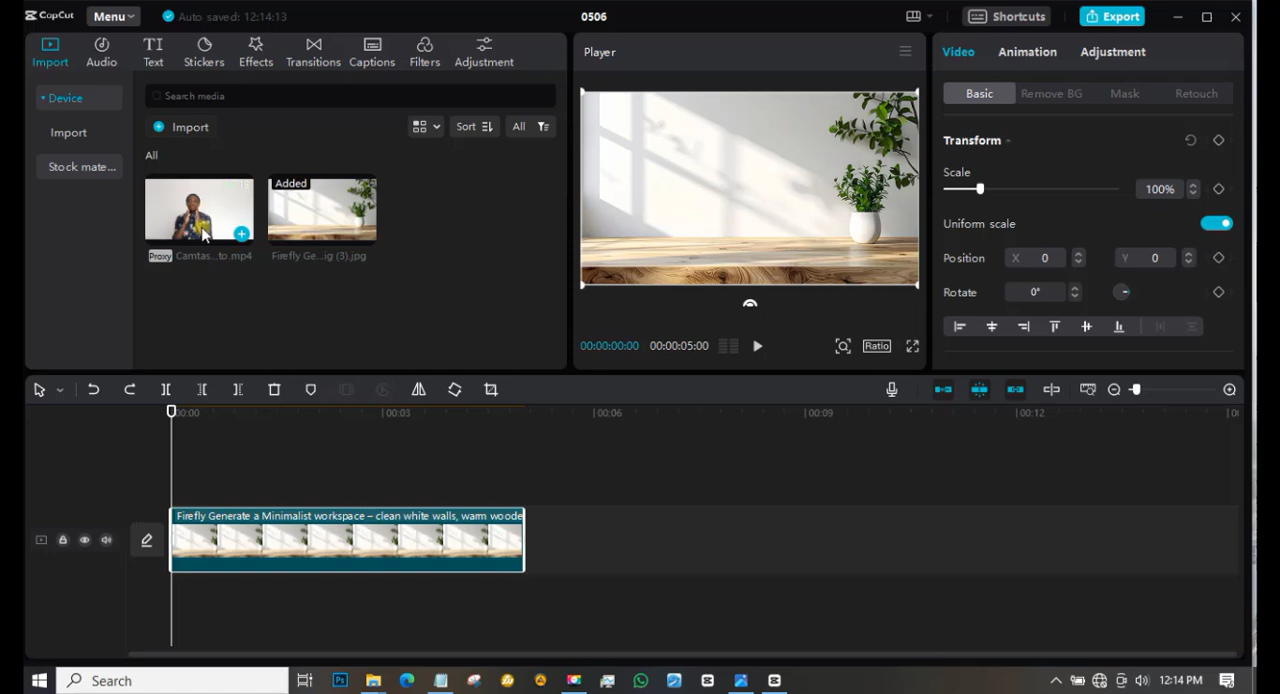 CapCut Menu Auto saved: 12:14:13 0506 Shortcuts Export
Import Audio Text Stickers Effects Transitions Captions Filters Adjustment
Device
Import
Stock mate...
Search media
Import Sort All
All
Added
Proxy Camtas...to.mp4 Firefly Ge...ig (3).jpg
Player
00:00:00:00 00:00:05:00 Ratio
Video Animation Adjustment
Basic Remove BG Mask Retouch
Transform
Scale
100%
Uniform scale
Position X 0 Y 0
Rotate 0°
00:00 00:03 00:06 00:09 00:12
Firefly Generate a Minimalist workspace – clean white walls, warm woode
Search 12:14 PM